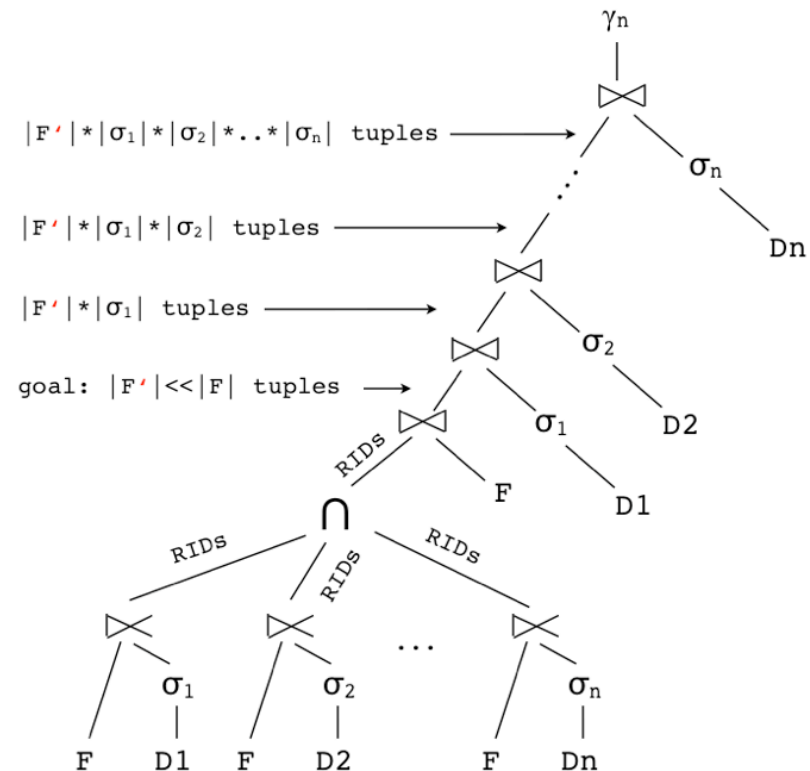 γn
|F'|*|σ1|*|σ2|*..*|σn| tuples
σn
...
|F'|*|σ1|*|σ2| tuples
Dn
|F'|*|σ1| tuples
σ2
goal: |F'|<<|F| tuples
σ1
D2
RIDs
F
D1
∩
RIDs
RIDs
RIDs
...
σ1
σ2
σn
F D1 F D2 F Dn